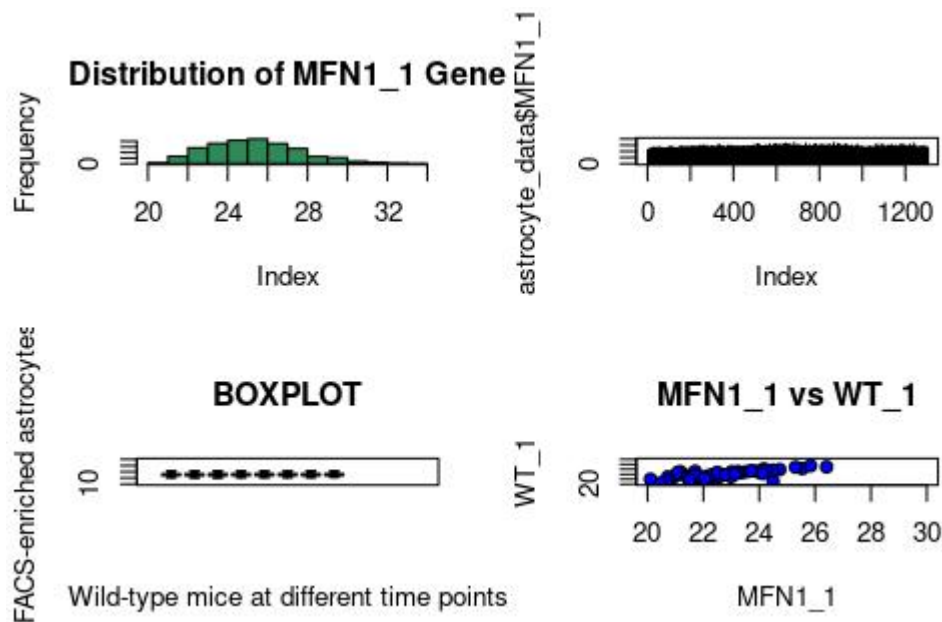 Distribution of MFN1_1 Gene
Frequency
0
20 24 28 32
Index
astrocyte_data$MFN1_1
0
0 400 800 1200
Index
BOXPLOT
FACS-enriched astrocytes
10
Wild-type mice at different time points
MFN1_1 vs WT_1
WT_1
20
20 22 24 26 28 30
MFN1_1